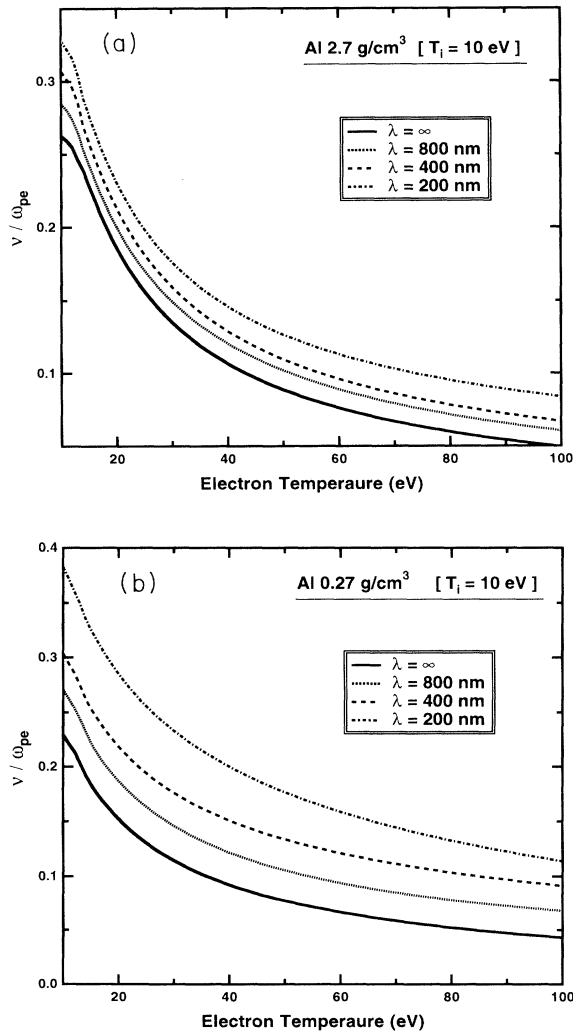 (a)
Al 2.7 g/cm³ [ Tᵢ = 10 eV ]
λ = ∞
λ = 800 nm
λ = 400 nm
λ = 200 nm
ν / ωpe
0.3
0.2
0.1
20 40 60 80 100
Electron Temperaure (eV)
(b)
Al 0.27 g/cm³ [ Tᵢ = 10 eV ]
λ = ∞
λ = 800 nm
λ = 400 nm
λ = 200 nm
ν / ωpe
0.4
0.3
0.2
0.1
0.0
20 40 60 80 100
Electron Temperaure (eV)